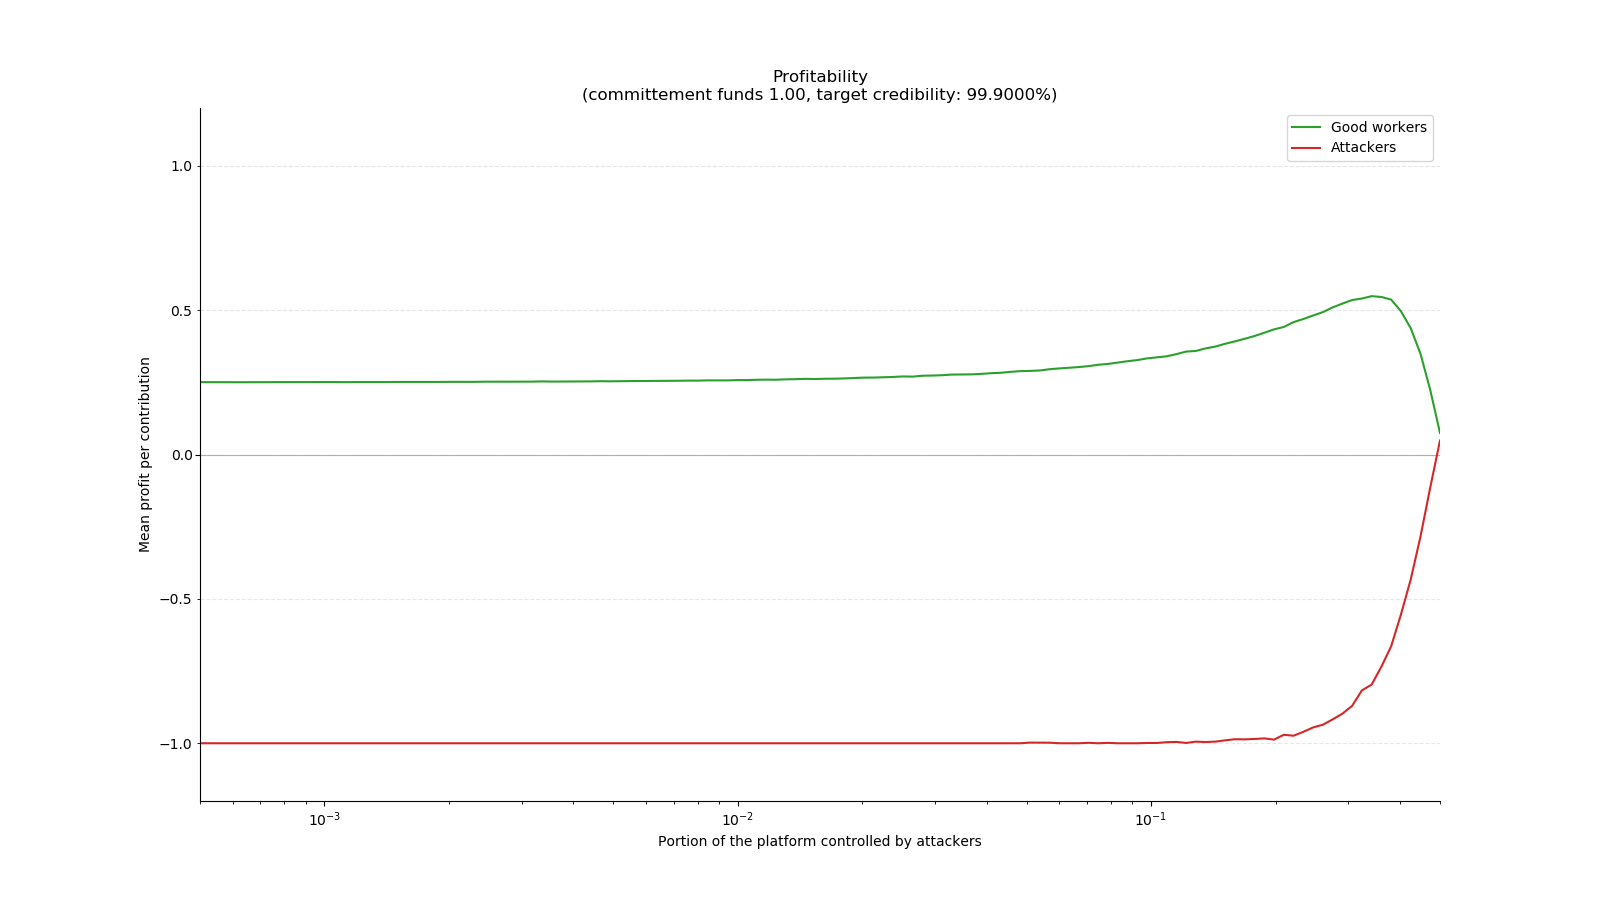 Profitability
(committement funds 1.00, target credibility: 99.9000%)
Good workers
Attackers
Mean profit per contribution
1.0
0.5
0.0
−0.5
−1.0
10⁻³
10⁻²
10⁻¹
Portion of the platform controlled by attackers